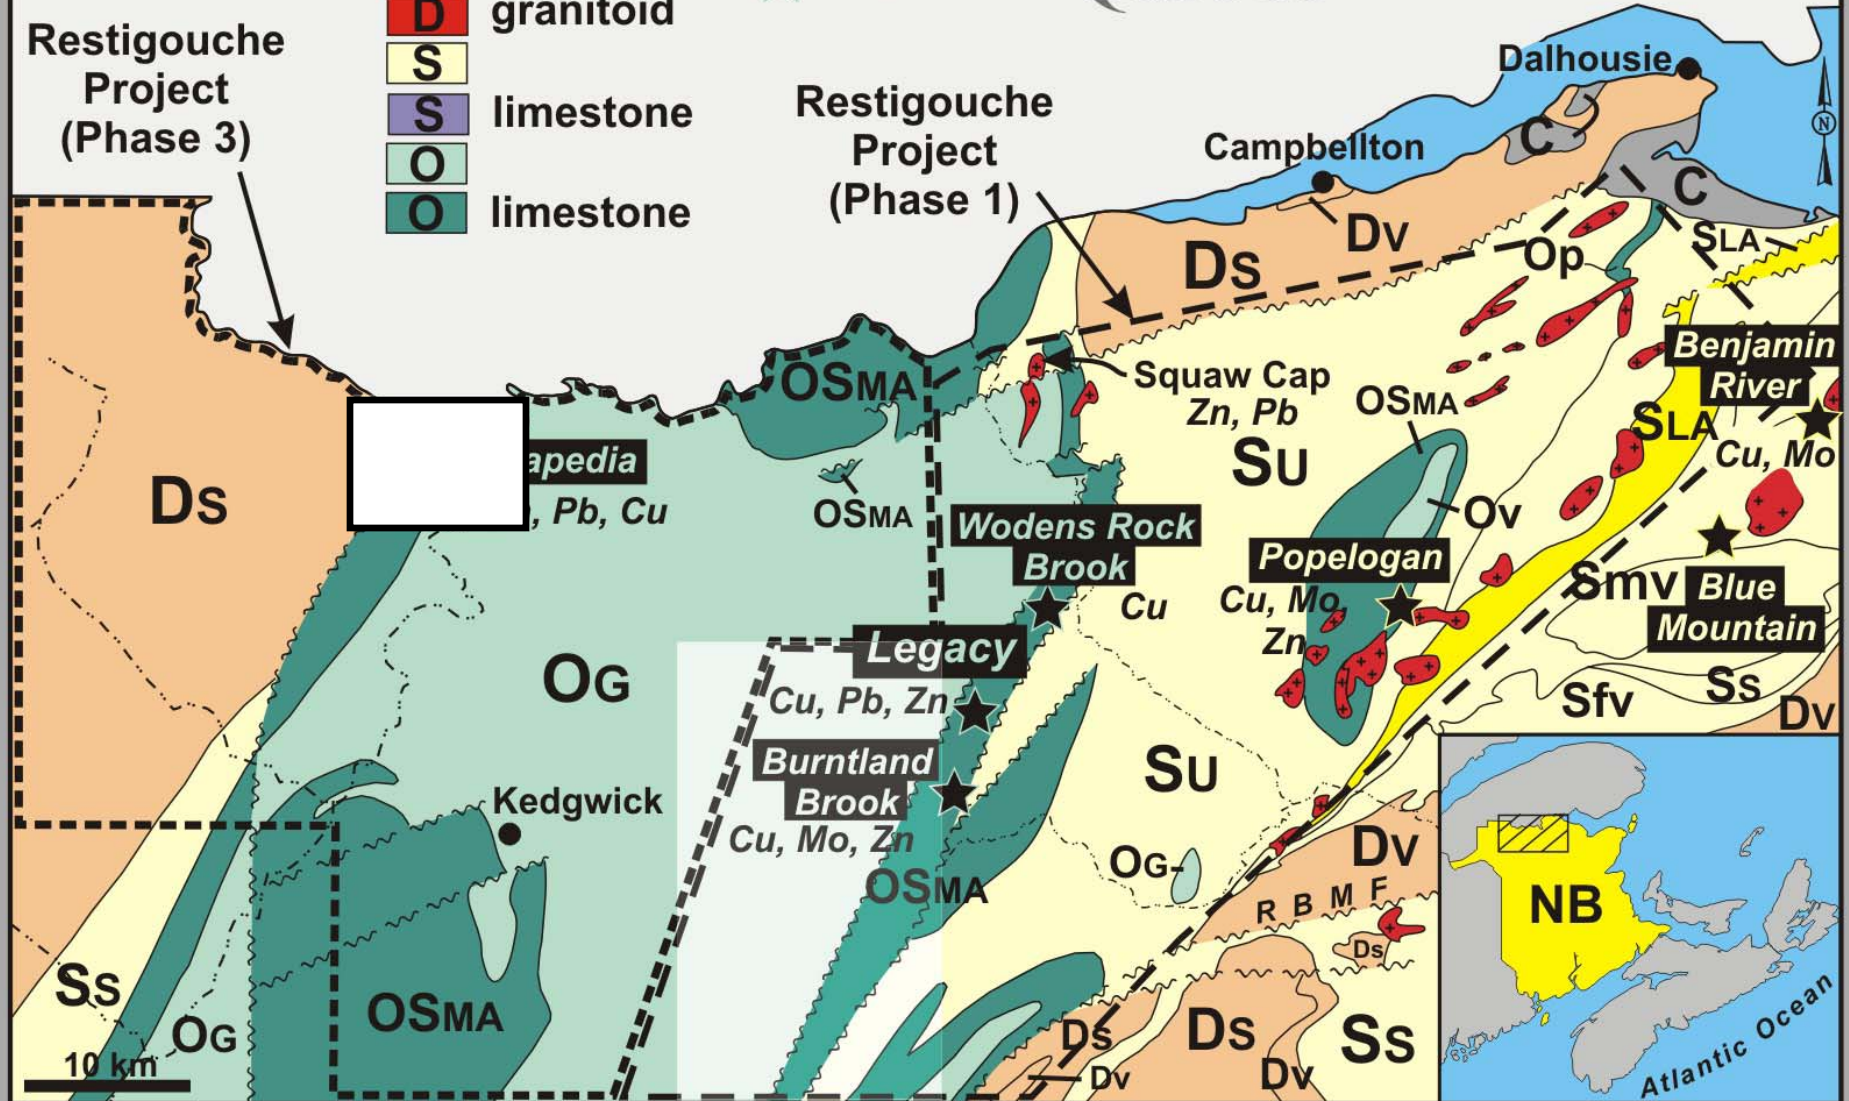 D granitoid
S
S limestone
O
O limestone
Restigouche
Project
(Phase 3)
Restigouche
Project
(Phase 1)
Dalhousie
N
Campbellton
C
C
Dv
Ds
Op
SLA
Benjamin
River
Cu, Mo
SLA
OSMA
Squaw Cap
Zn, Pb
OSMA
SU
Ds
apedia
, Pb, Cu
OSMA
Ov
Wodens Rock
Brook
Cu
Popelogan
Cu, Mo,
Zn
Smv
Blue
Mountain
Legacy
Cu, Pb, Zn
OG
Sfv
Ss
Dv
Burntland
Brook
Cu, Mo, Zn
SU
Kedgwick
OSMA
OG
Dv
R B M F
Ds
NB
Ss
OG
OSMA
Ds
Ds
Ss
Dv
Dv
10 km
Atlantic Ocean